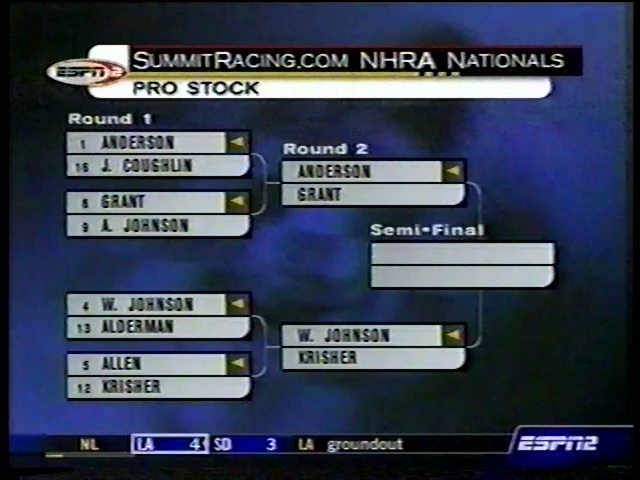 ESPN2
SUMMITRACING.COM NHRA NATIONALS
PRO STOCK
Round 1
1 ANDERSON
16 J. COUGHLIN
8 GRANT
9 A. JOHNSON
4 W. JOHNSON
13 ALDERMAN
5 ALLEN
12 KRISHER
Round 2
ANDERSON
GRANT
W. JOHNSON
KRISHER
Semi•Final
NL LA 4 SD 3 LA groundout
ESPN2